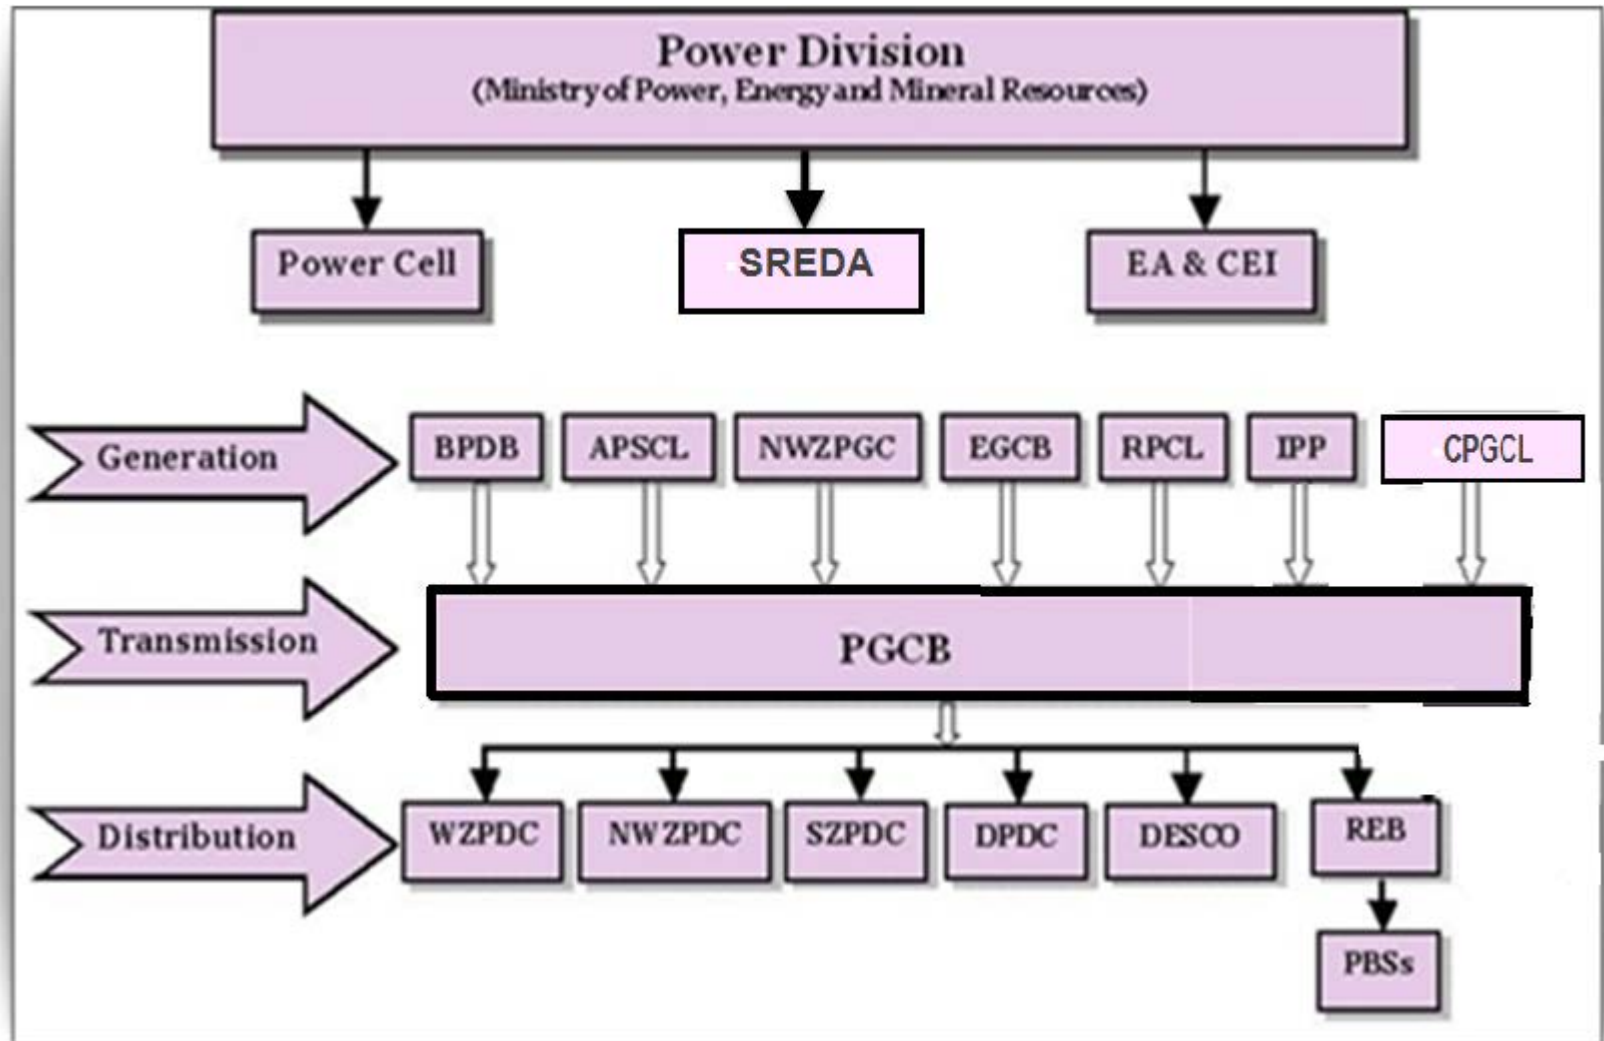 Power Division
(Ministry of Power, Energy and Mineral Resources)
Power Cell
SREDA
EA & CEI
Generation
BPDB
APSCL
NWZPGC
EGCB
RPCL
IPP
CPGCL
Transmission
PGCB
Distribution
WZPDC
NWZPDC
SZPDC
DPDC
DESCO
REB
PBSs